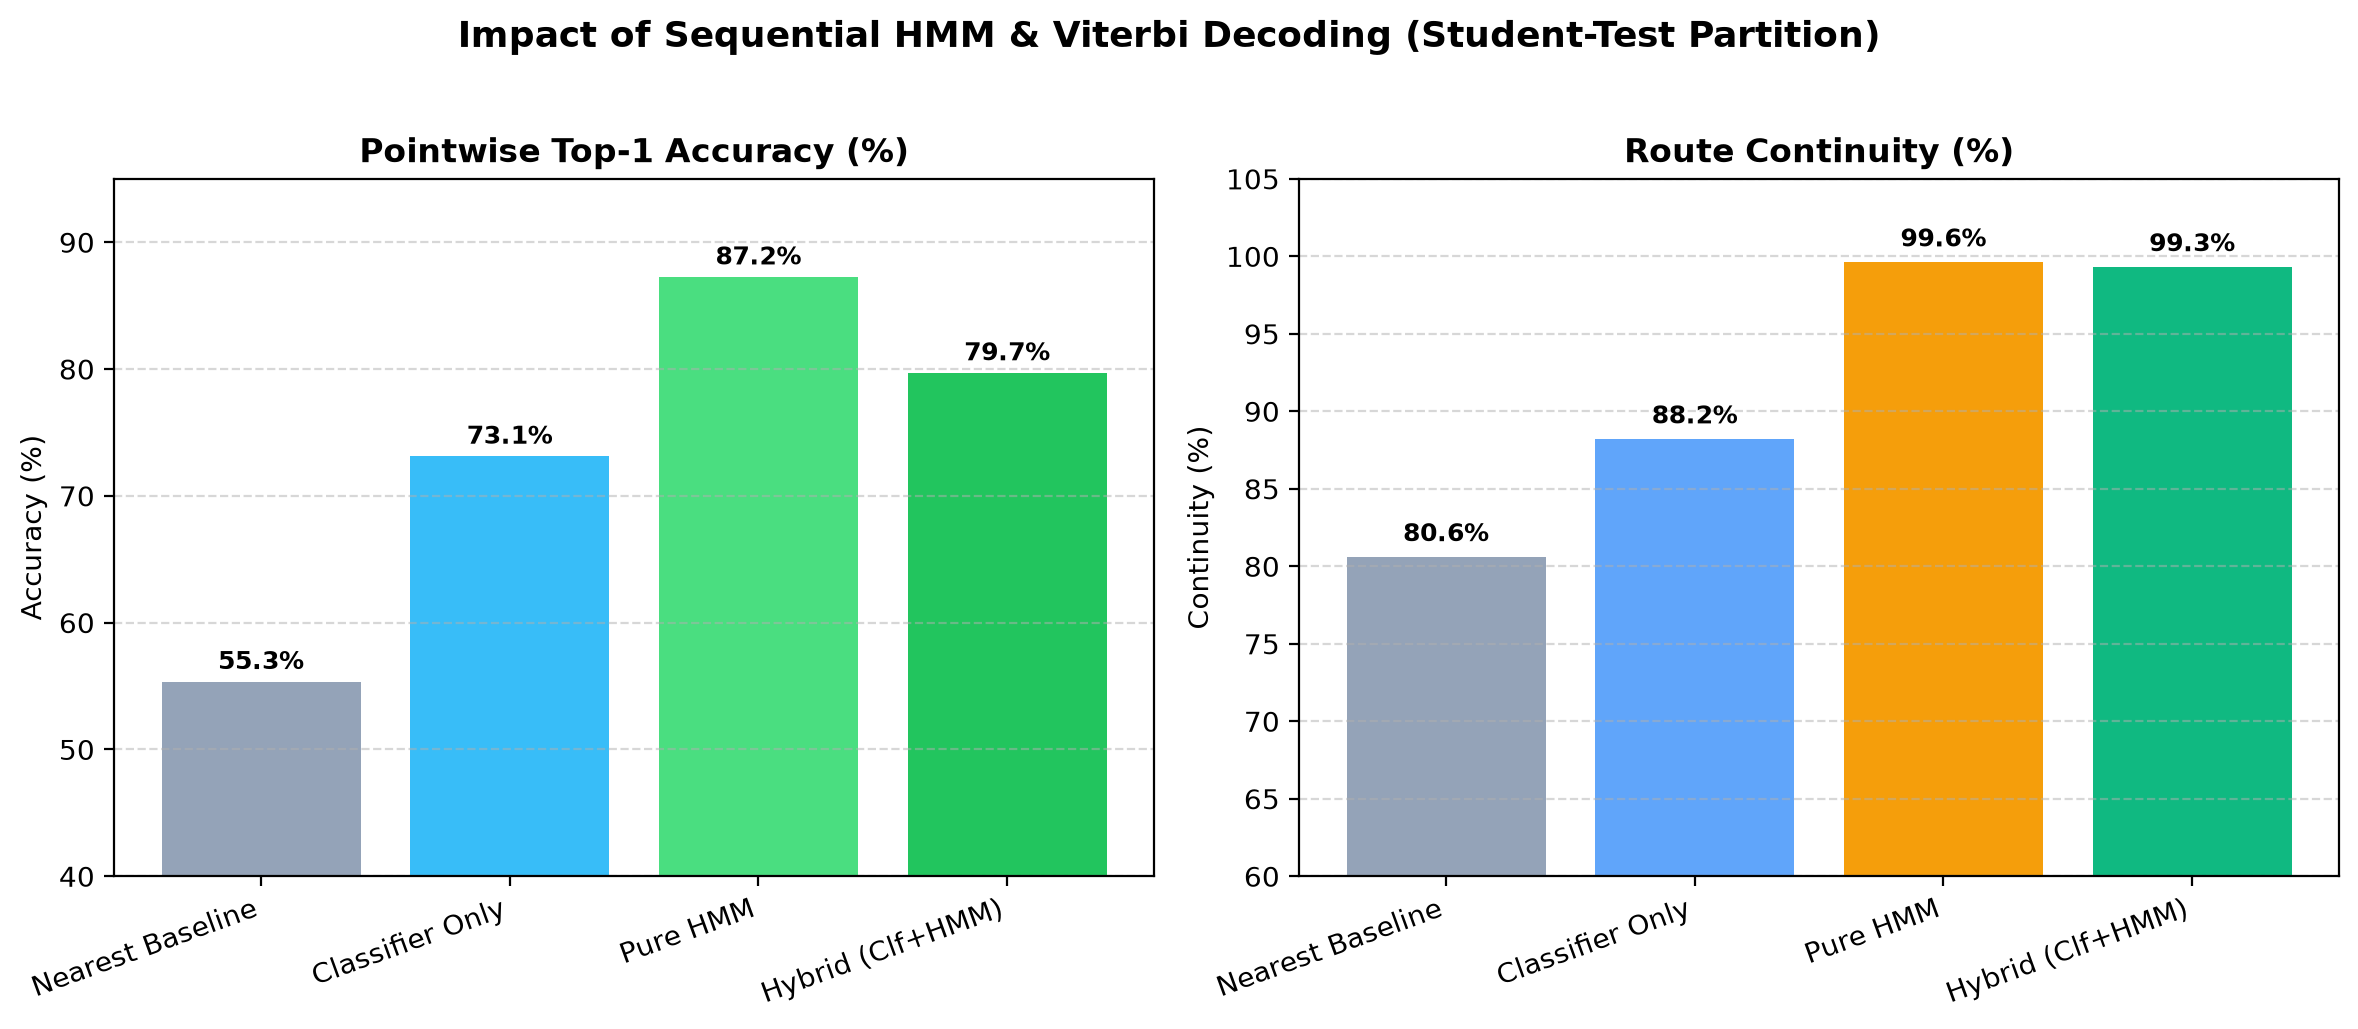 Impact of Sequential HMM & Viterbi Decoding (Student-Test Partition)
Pointwise Top-1 Accuracy (%)
Accuracy (%)
90
80
70
60
50
40
55.3%
73.1%
87.2%
79.7%
Nearest Baseline
Classifier Only
Pure HMM
Hybrid (Clf+HMM)
Route Continuity (%)
Continuity (%)
105
100
95
90
85
80
75
70
65
60
80.6%
88.2%
99.6%
99.3%
Nearest Baseline
Classifier Only
Pure HMM
Hybrid (Clf+HMM)